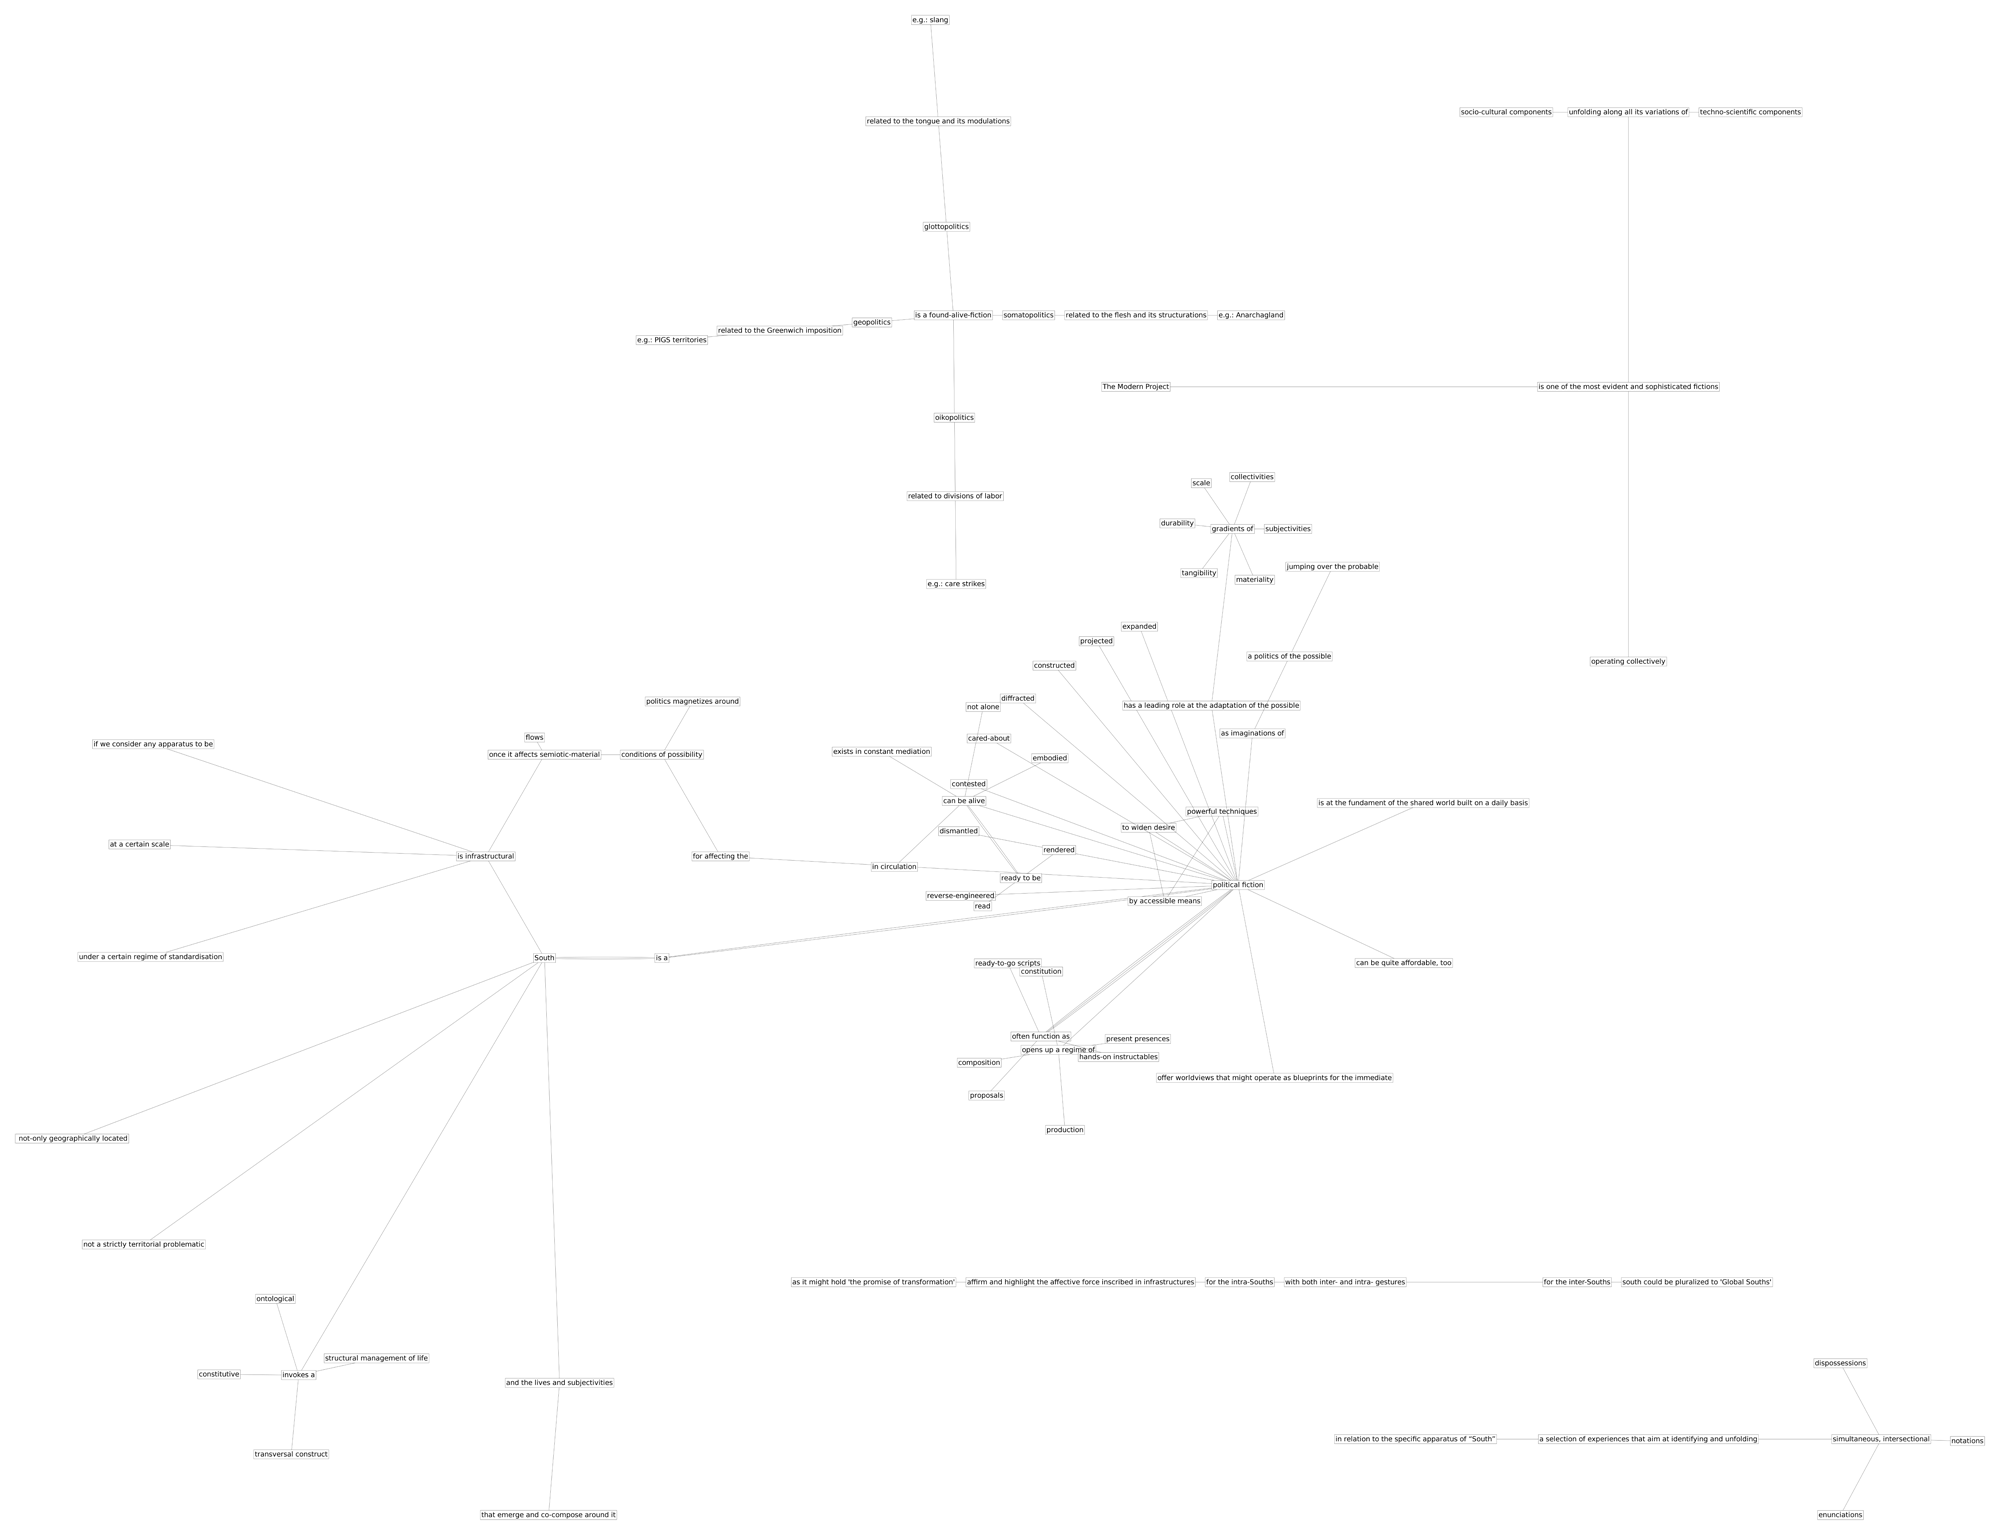 e.g.: slang
socio-cultural components
unfolding along all its variations of
techno-scientific components
related to the tongue and its modulations
glottopolitics
is a found-alive-fiction
somatopolitics
related to the flesh and its structurations
e.g.: Anarchagland
geopolitics
related to the Greenwich imposition
e.g.: PIGS territories
The Modern Project
is one of the most evident and sophisticated fictions
oikopolitics
related to divisions of labor
e.g.: care strikes
collectivities
scale
durability
gradients of
subjectivities
tangibility
materiality
jumping over the probable
expanded
projected
a politics of the possible
operating collectively
constructed
diffracted
not alone
has a leading role at the adaptation of the possible
politics magnetizes around
as imaginations of
cared-about
flows
if we consider any apparatus to be
once it affects semiotic-material
conditions of possibility
exists in constant mediation
embodied
contested
can be alive
is at the fundament of the shared world built on a daily basis
powerful techniques
to widen desire
dismantled
at a certain scale
is infrastructural
for affecting the
rendered
in circulation
ready to be
political fiction
reverse-engineered
by accessible means
read
under a certain regime of standardisation
South
is a
ready-to-go scripts
constitution
can be quite affordable, too
often function as
present presences
opens up a regime of
hands-on instructables
composition
offer worldviews that might operate as blueprints for the immediate
proposals
production
not-only geographically located
not a strictly territorial problematic
as it might hold 'the promise of transformation'
affirm and highlight the affective force inscribed in infrastructures
for the intra-Souths
with both inter- and intra- gestures
for the inter-Souths
south could be pluralized to 'Global Souths'
ontological
structural management of life
constitutive
invokes a
and the lives and subjectivities
dispossessions
in relation to the specific apparatus of “South”
a selection of experiences that aim at identifying and unfolding
simultaneous, intersectional
notations
transversal construct
that emerge and co-compose around it
enunciations